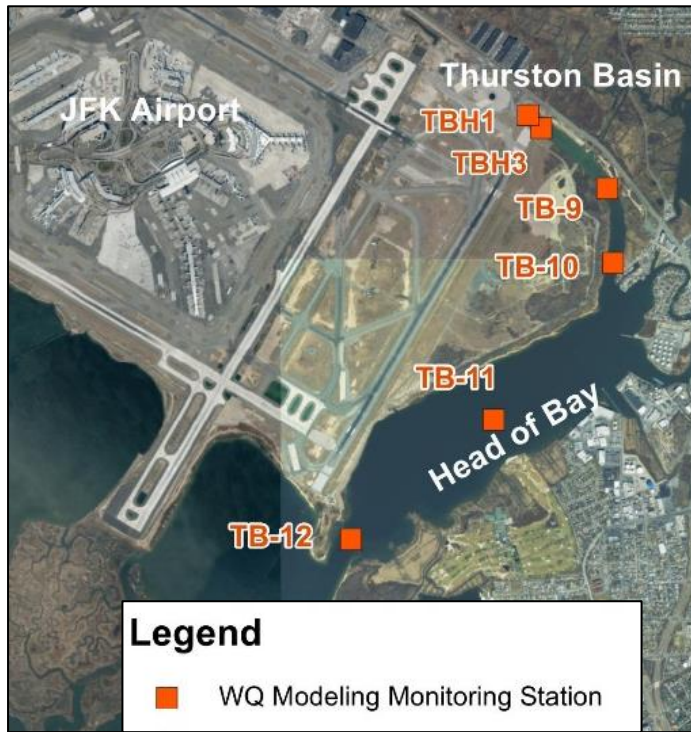 Thurston Basin
JFK Airport
TBH1
TBH3
TB-9
TB-10
TB-11
Head of Bay
TB-12
Legend
WQ Modeling Monitoring Station